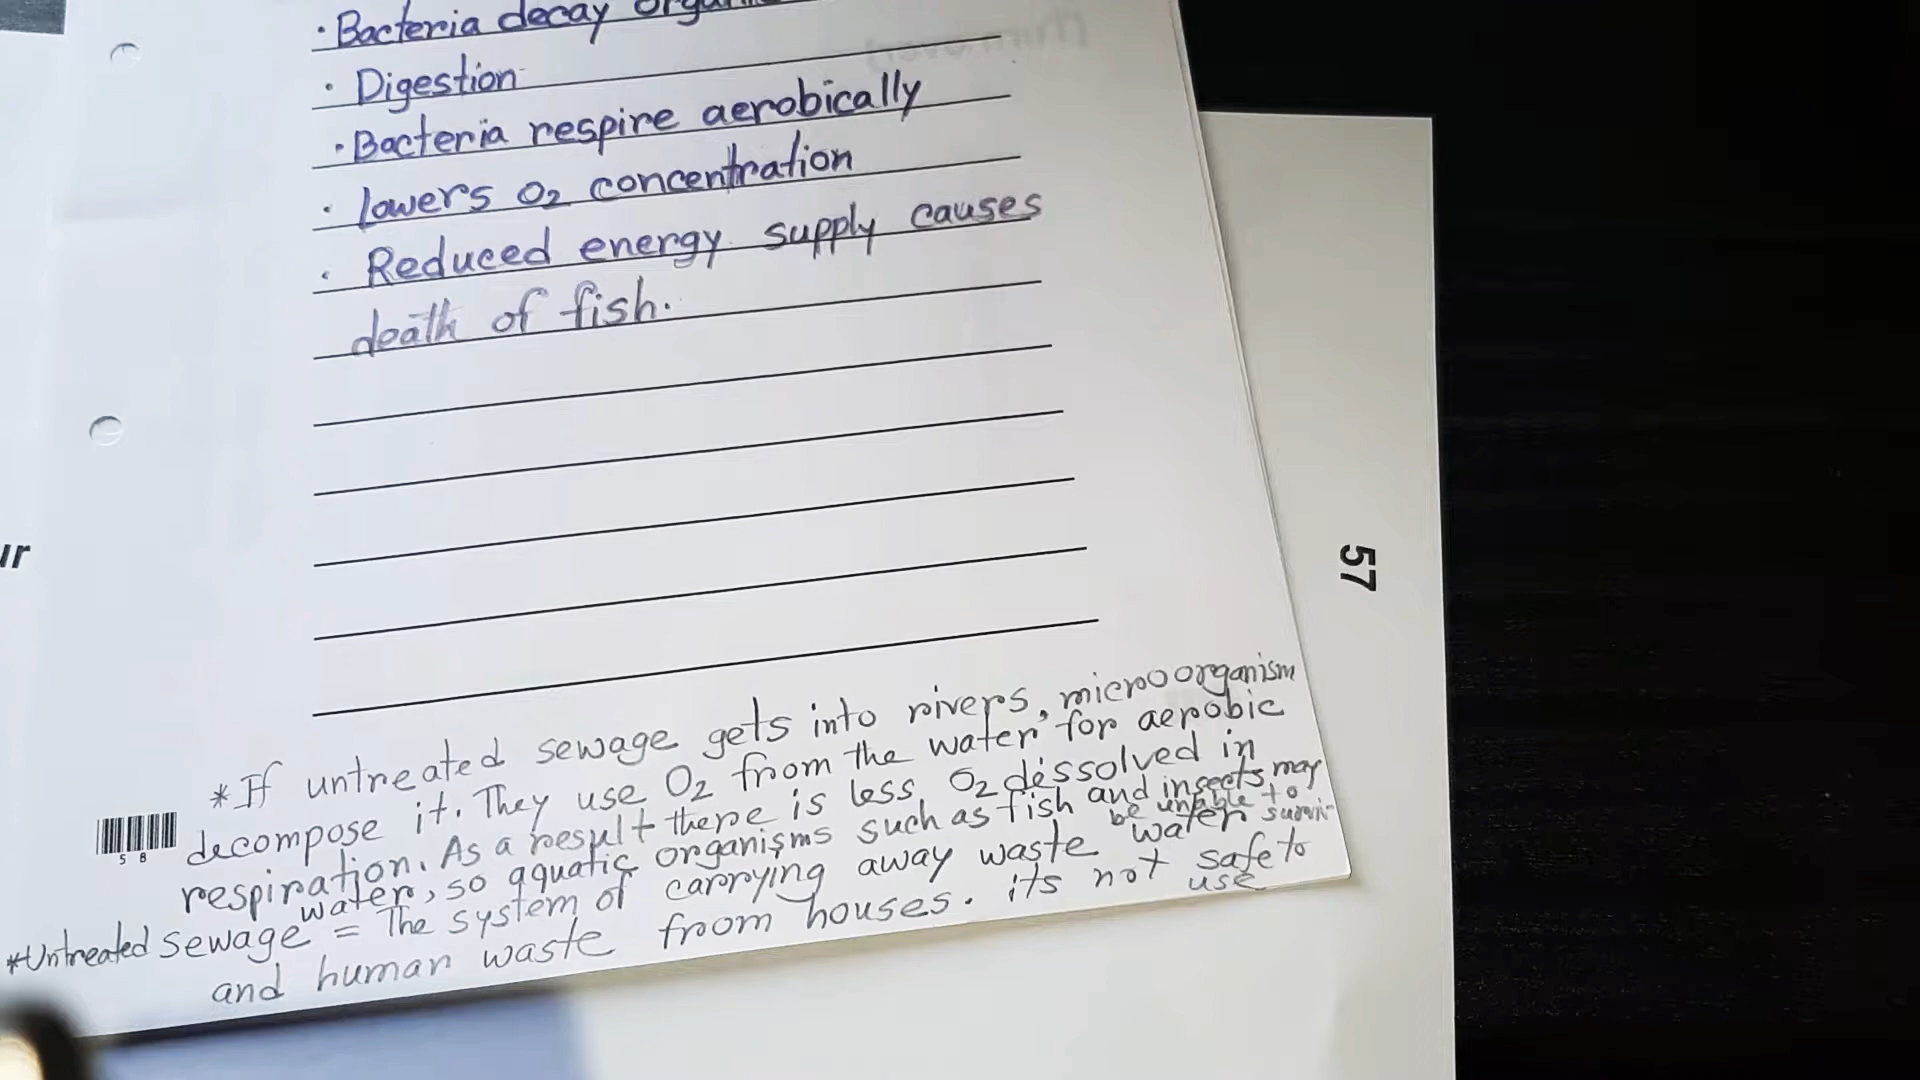 · Bacteria decay
· Digestion
· Bacteria respire aerobically
· lowers O₂ concentration
· Reduced energy supply causes
death of fish.
ur
57
*If untreated sewage gets into rivers, microorganism
decompose it. They use O₂ from the water for aerobic
respiration. As a result there is less O₂ dessolved in
water, so aquatic organisms such as fish and insects may
be unable to
*Untreated sewage = The system of carrying away waste water
and human waste from houses. its not safe to
use
58